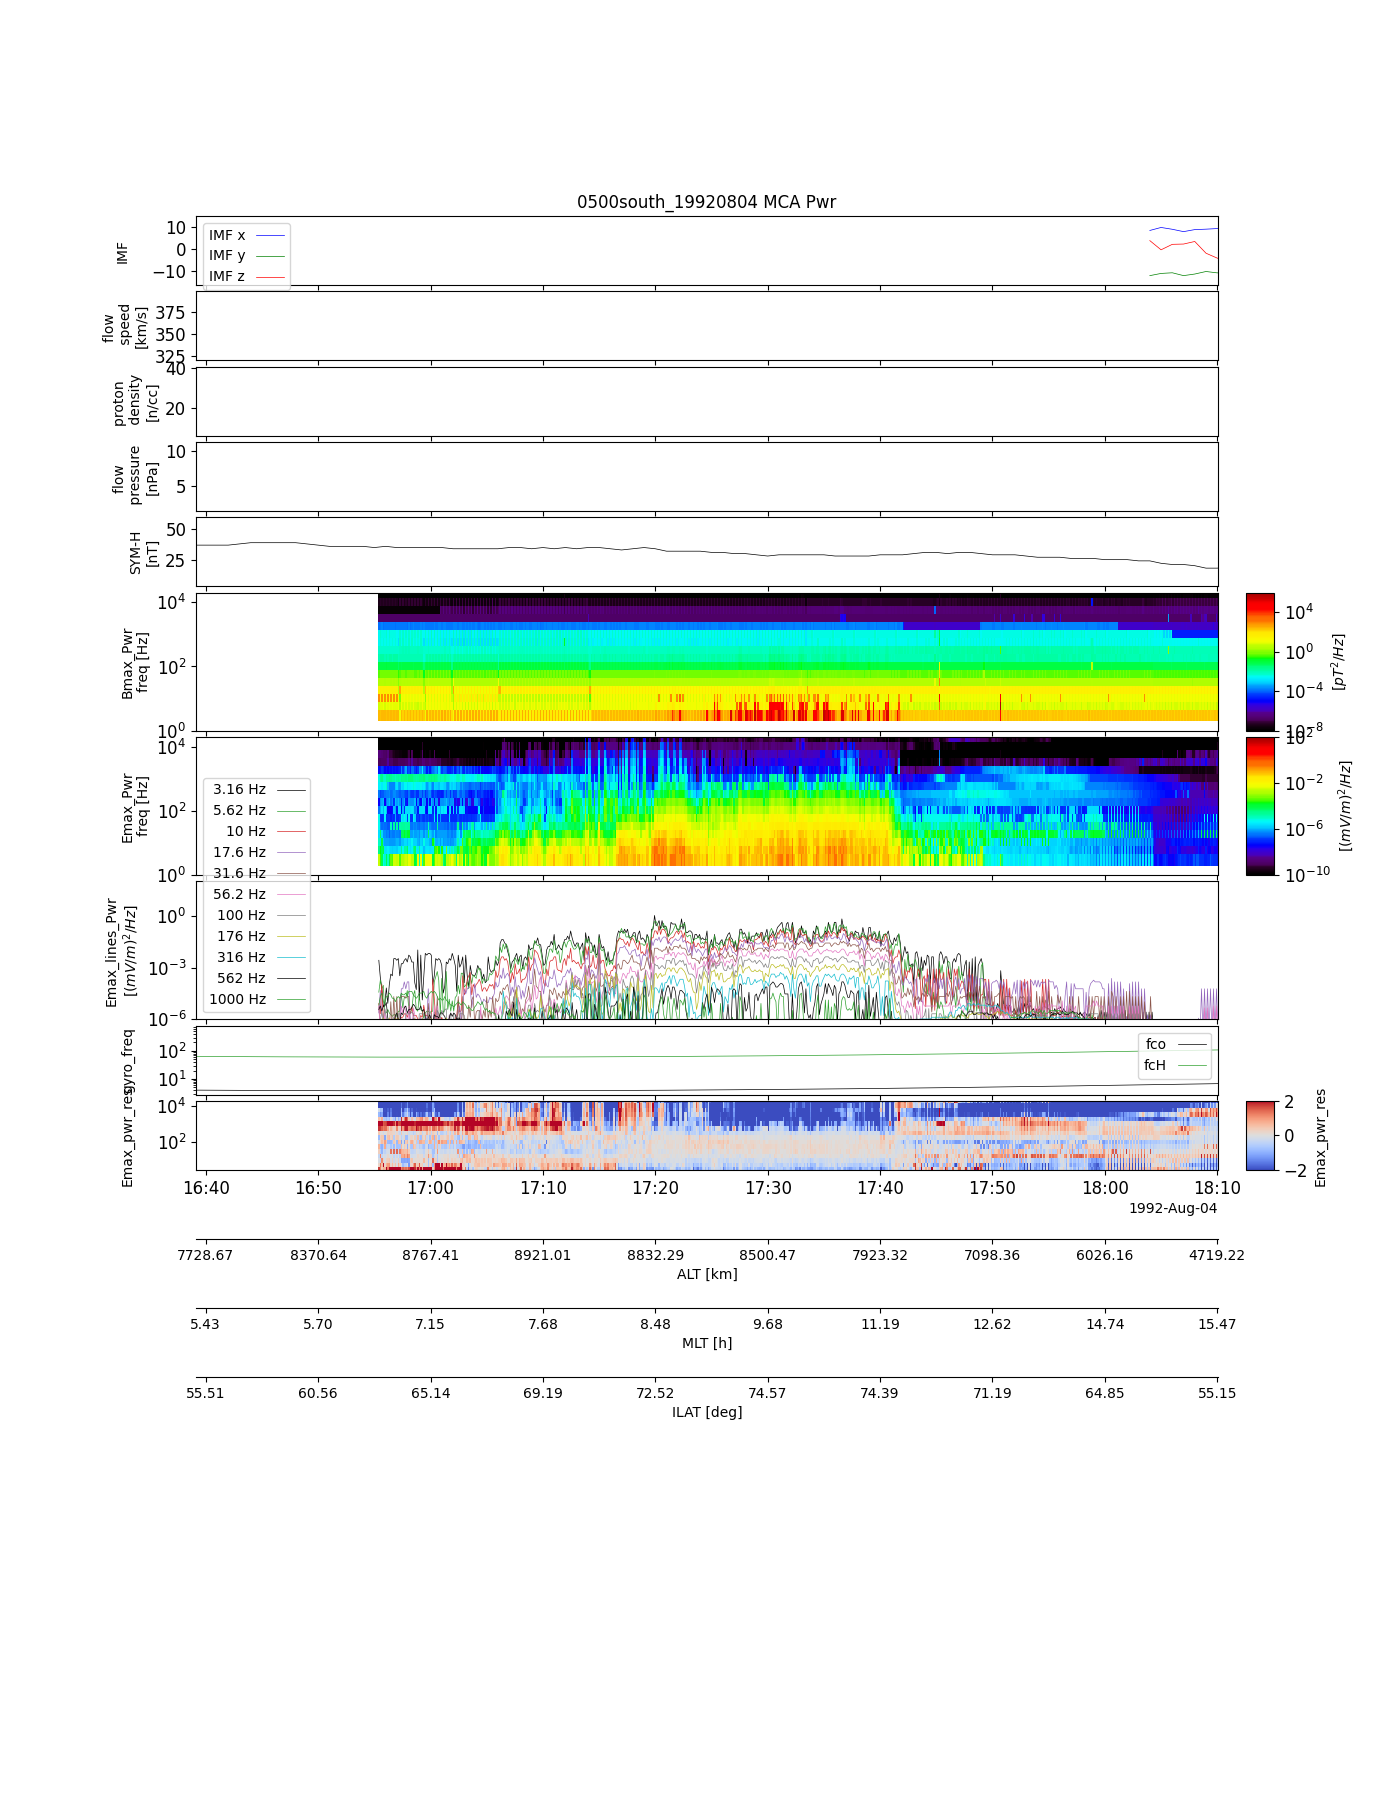 0500south_19920804 MCA Pwr
IMF
10
0
−10
IMF x
IMF y
IMF z
flow
speed
[km/s]
375
350
325
proton
density
[n/cc]
40
20
flow
pressure
[nPa]
10
5
SYM-H
[nT]
50
25
Bmax_Pwr
freq [Hz]
10^4
10^2
10^0
10^4
10^0
10^−4
10^−8
[pT^2/Hz]
Emax_Pwr
freq [Hz]
10^4
10^2
10^0
10^2
10^−2
10^−6
10^−10
[(mV/m)^2/Hz]
3.16 Hz
5.62 Hz
10 Hz
17.6 Hz
31.6 Hz
56.2 Hz
100 Hz
176 Hz
316 Hz
562 Hz
1000 Hz
Emax_lines_Pwr
[(mV/m)^2/Hz]
10^0
10^−3
10^−6
gyro_freq
10^2
10^1
fco
fcH
Emax_pwr_res
10^4
10^2
2
0
−2
Emax_pwr_res
16:40 16:50 17:00 17:10 17:20 17:30 17:40 17:50 18:00 18:10
1992-Aug-04
7728.67 8370.64 8767.41 8921.01 8832.29 8500.47 7923.32 7098.36 6026.16 4719.22
ALT [km]
5.43 5.70 7.15 7.68 8.48 9.68 11.19 12.62 14.74 15.47
MLT [h]
55.51 60.56 65.14 69.19 72.52 74.57 74.39 71.19 64.85 55.15
ILAT [deg]